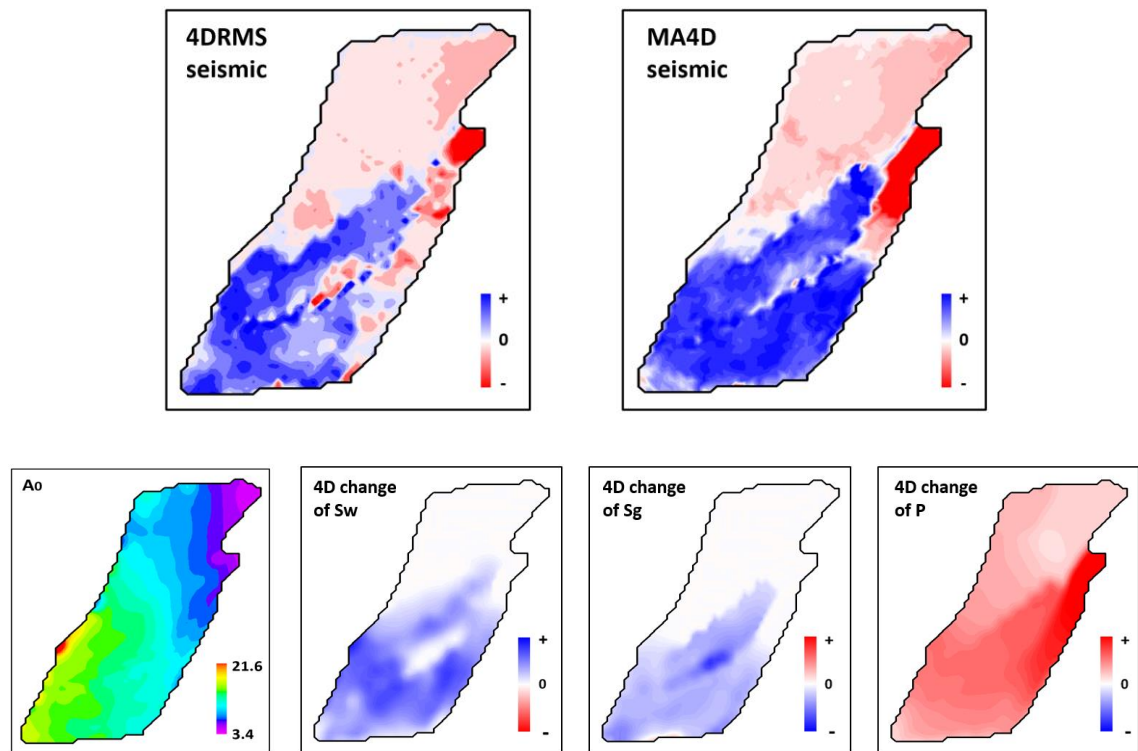 4DRMS
seismic
+
0
-
MA4D
seismic
+
0
-
A0
21.6
3.4
4D change
of Sw
+
0
-
4D change
of Sg
+
0
-
4D change
of P
+
0
-